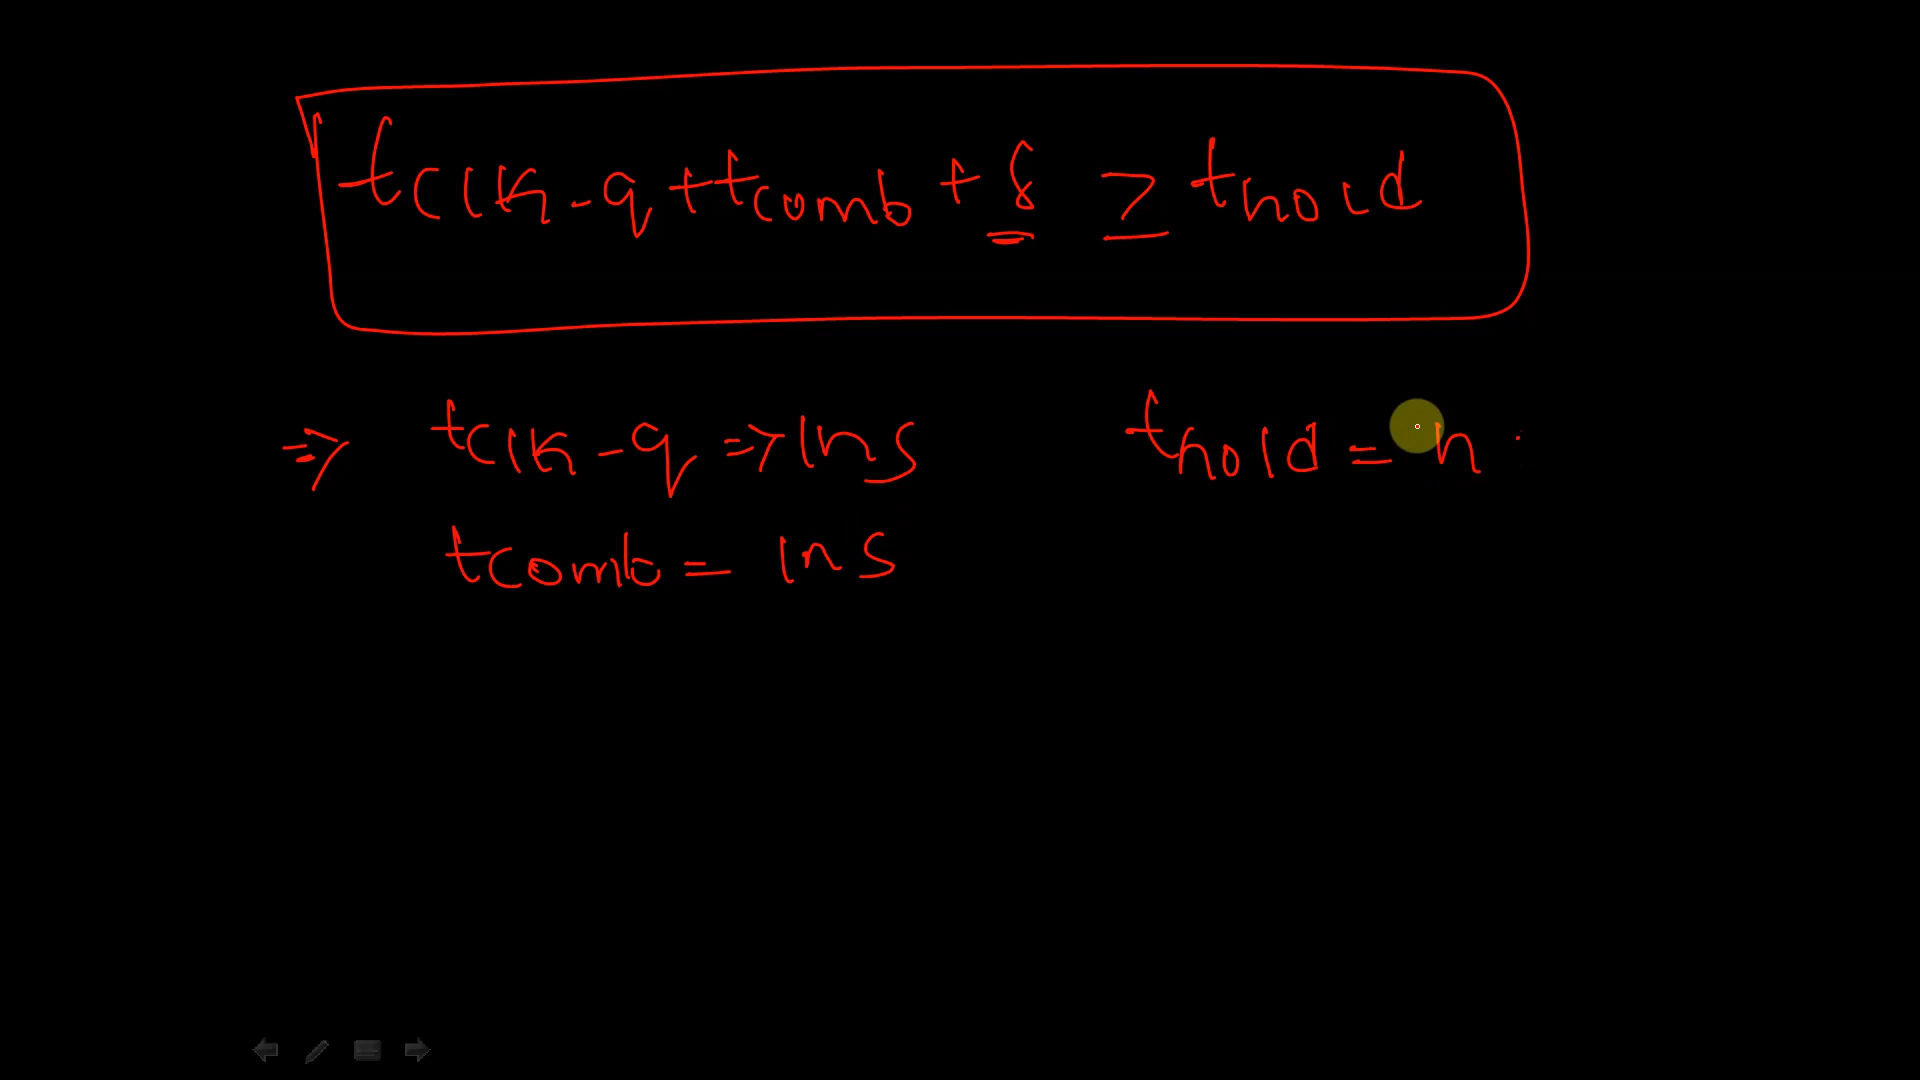 tclk-q + tcomb + δ ≥ thold
⇒ tclk-q ⇒ 1ns thold = n
tcomb = 1ns